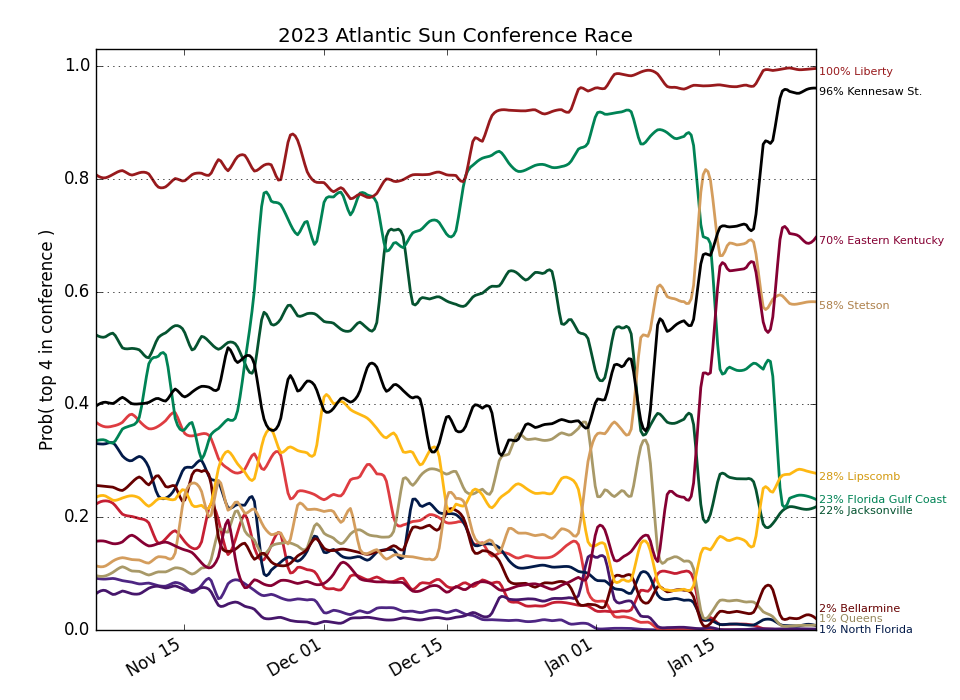 2023 Atlantic Sun Conference Race
Prob( top 4 in conference )
1.0
0.8
0.6
0.4
0.2
0.0
Nov 15
Dec 01
Dec 15
Jan 01
Jan 15
100% Liberty
96% Kennesaw St.
70% Eastern Kentucky
58% Stetson
28% Lipscomb
23% Florida Gulf Coast
22% Jacksonville
2% Bellarmine
1% Queens
1% North Florida